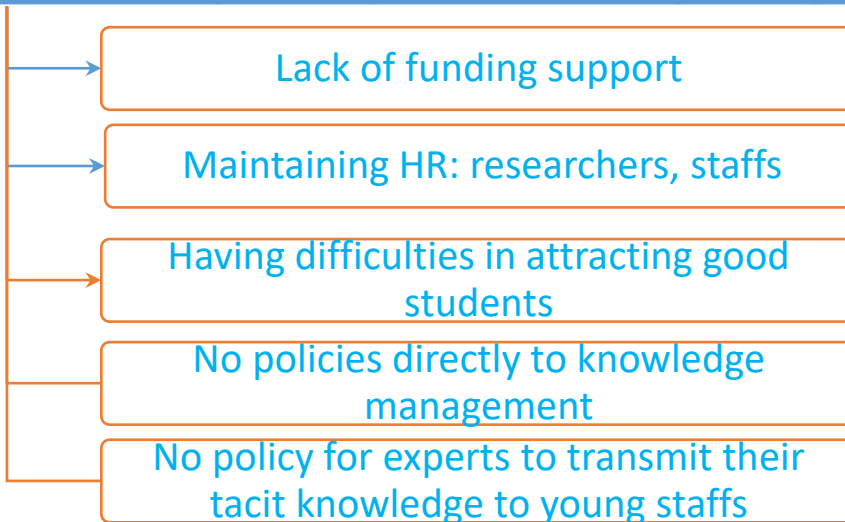 Lack of funding support
Maintaining HR: researchers, staffs
Having difficulties in attracting good
students
No policies directly to knowledge
management
No policy for experts to transmit their
tacit knowledge to young staffs